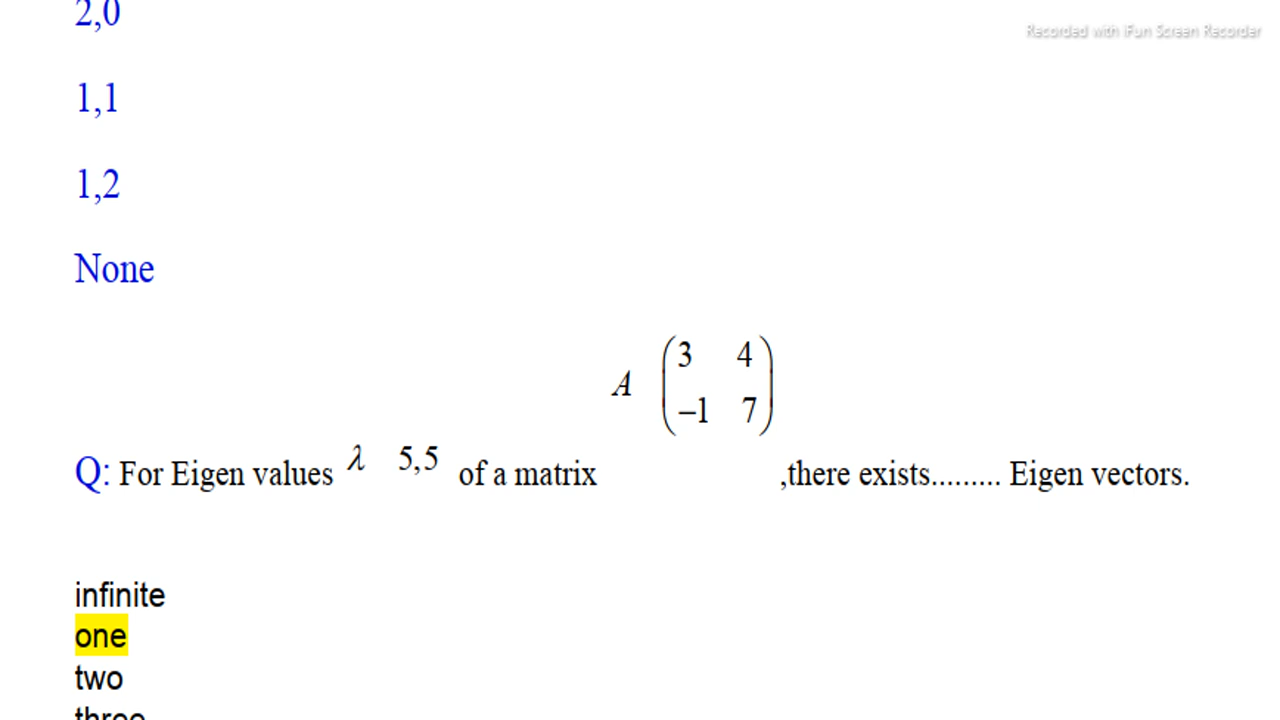 2,0
Recorded with iFun Screen Recorder
1,1
1,2
None
A (3 4
–1 7)
Q: For Eigen values λ 5,5 of a matrix ,there exists......... Eigen vectors.
infinite
one
two
three